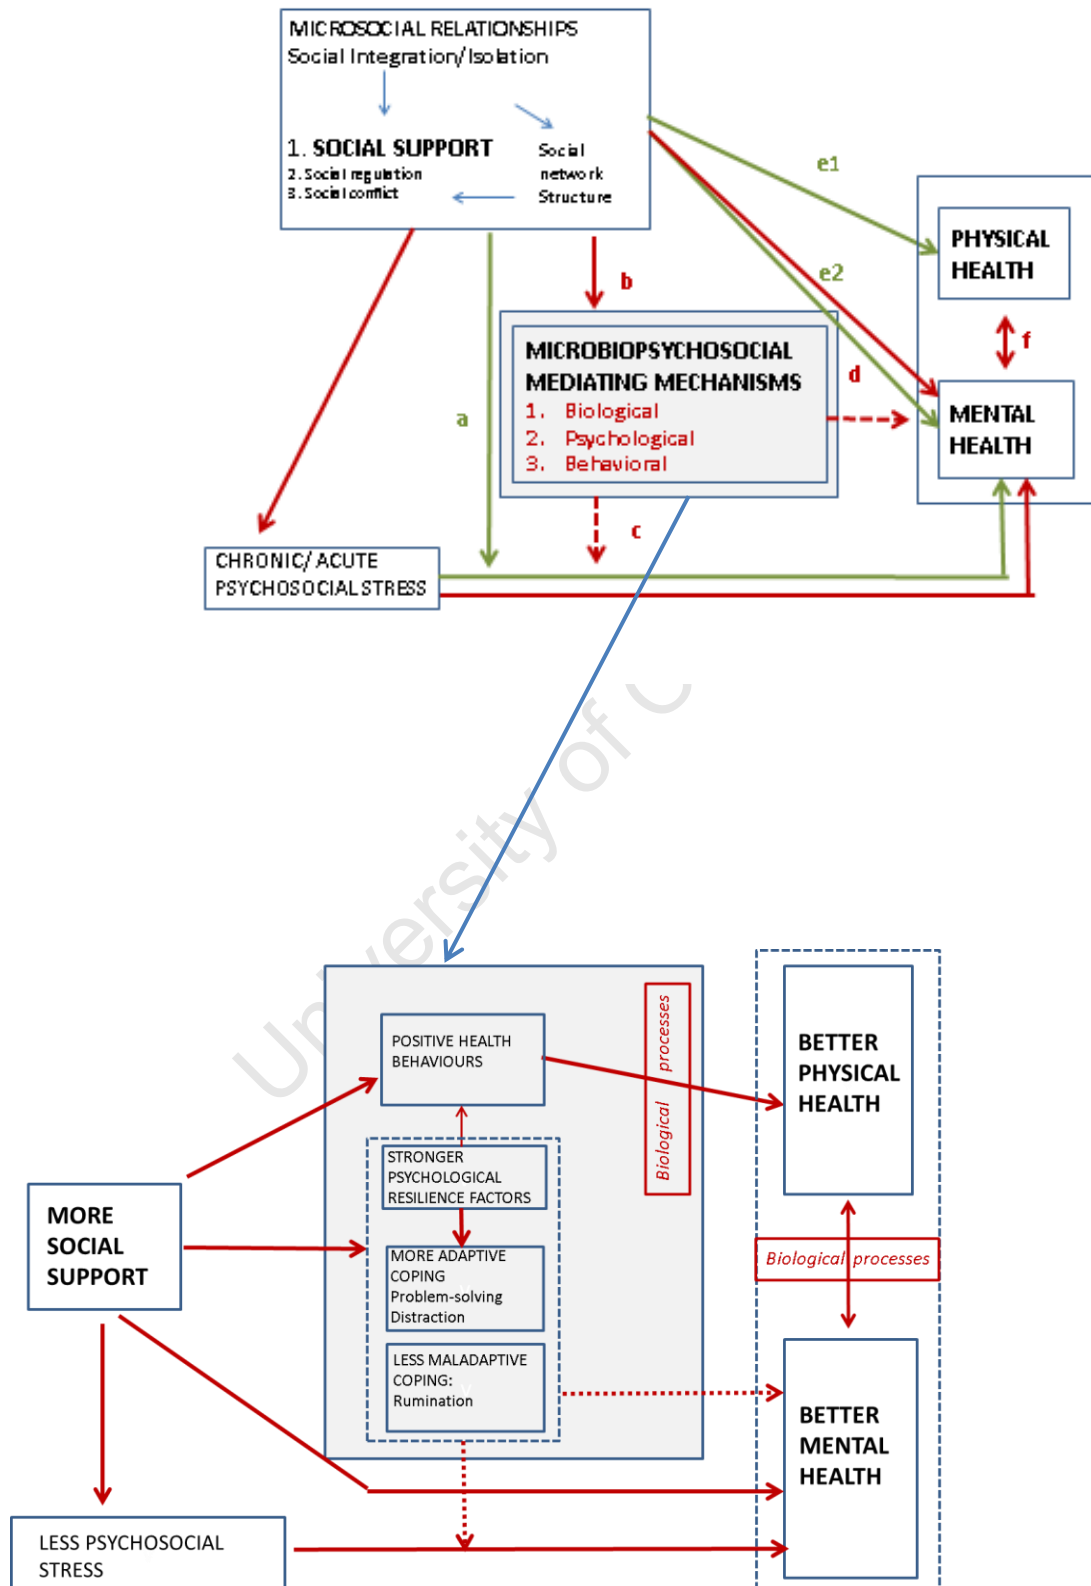 MICROSOCIAL RELATIONSHIPS
Social Integration/Isolation
1. SOCIAL SUPPORT
2. Social regulation
3. Social conflict
Social
network
Structure
e1
PHYSICAL
HEALTH
e2
b
f
MICROBIOPSYCHOSOCIAL
MEDIATING MECHANISMS
1. Biological
2. Psychological
3. Behavioral
d
a
MENTAL
HEALTH
c
CHRONIC/ ACUTE
PSYCHOSOCIAL STRESS
University of C
POSITIVE HEALTH
BEHAVIOURS
Biological processes
BETTER
PHYSICAL
HEALTH
STRONGER
PSYCHOLOGICAL
RESILIENCE FACTORS
MORE
SOCIAL
SUPPORT
MORE ADAPTIVE
COPING
Problem-solving
Distraction
Biological processes
LESS MALADAPTIVE
COPING:
Rumination
BETTER
MENTAL
HEALTH
LESS PSYCHOSOCIAL
STRESS